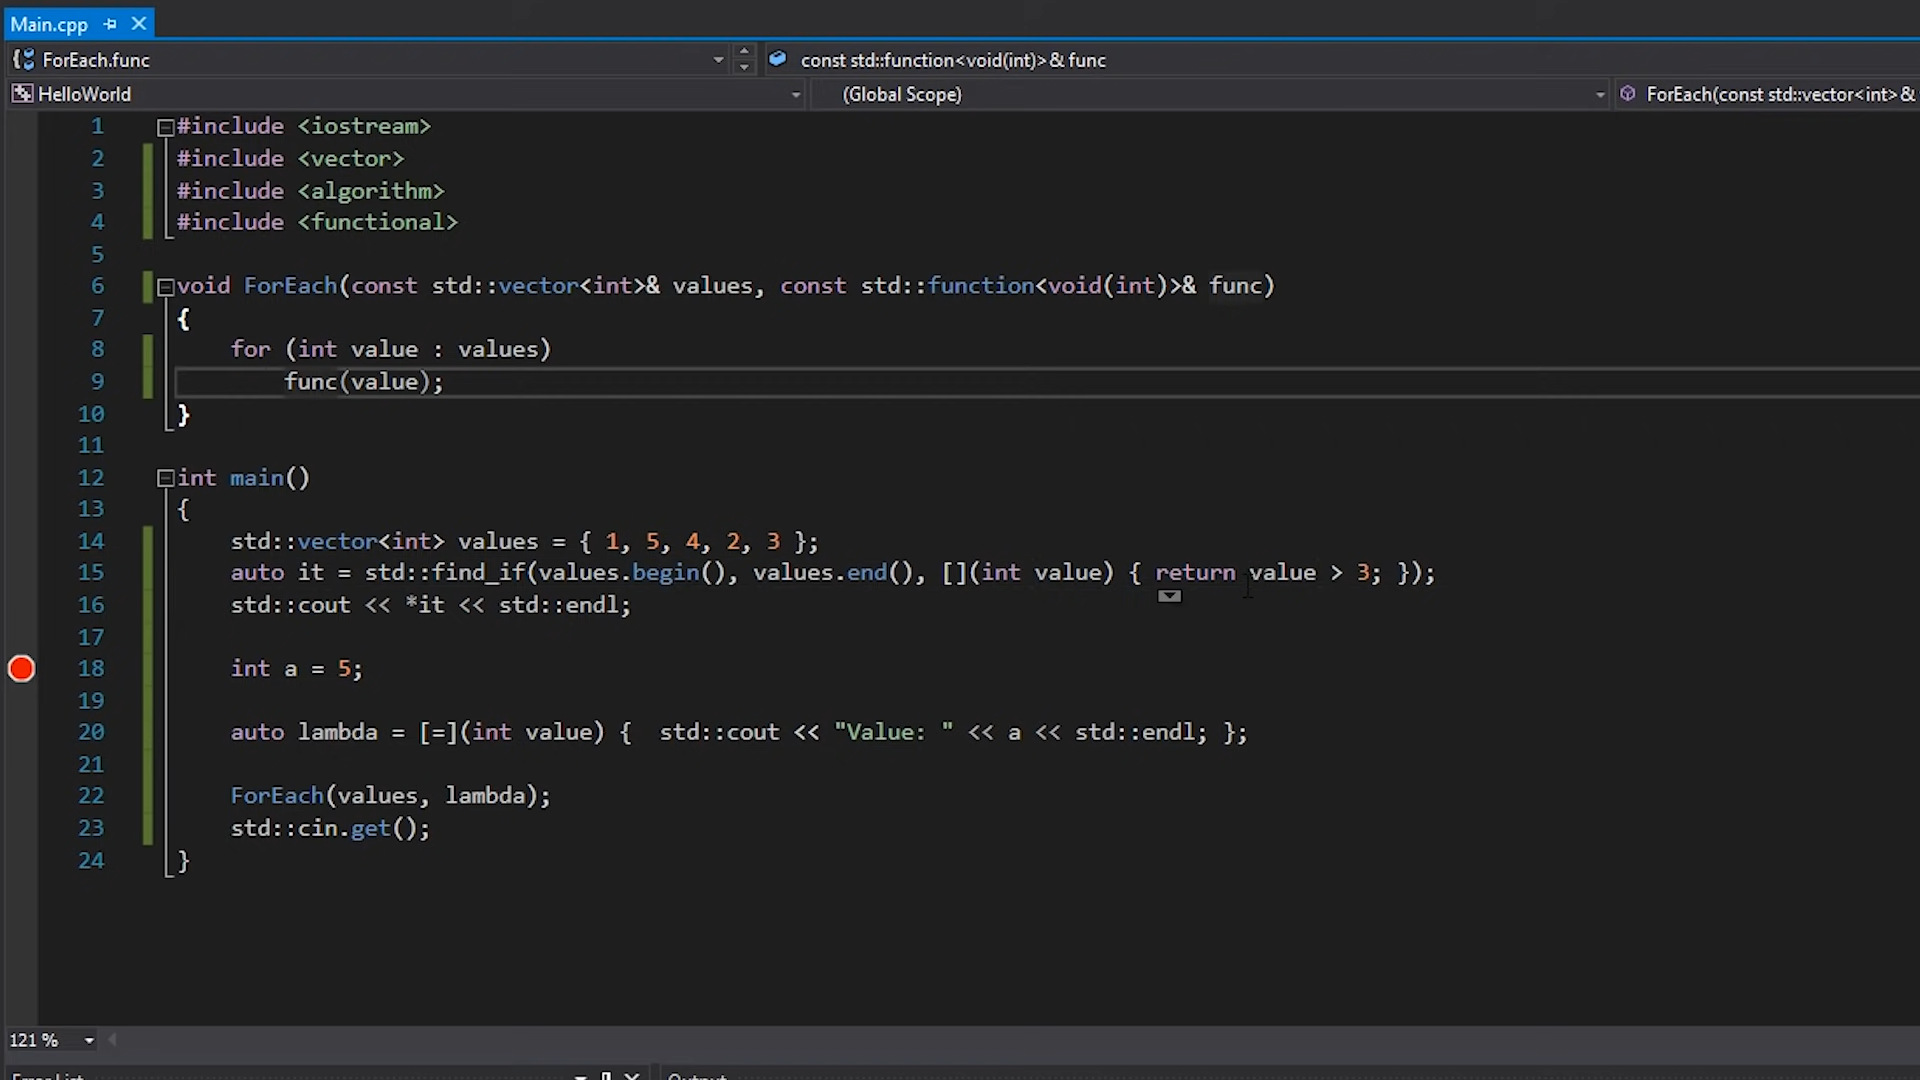 Main.cpp
ForEach.func
const std::function<void(int)>& func
HelloWorld
(Global Scope)
ForEach(const std::vector<int>&
1 #include <iostream>
2 #include <vector>
3 #include <algorithm>
4 #include <functional>
5
6 void ForEach(const std::vector<int>& values, const std::function<void(int)>& func)
7 {
8     for (int value : values)
9         func(value);
10 }
11
12 int main()
13 {
14     std::vector<int> values = { 1, 5, 4, 2, 3 };
15     auto it = std::find_if(values.begin(), values.end(), [](int value) { return value > 3; });
16     std::cout << *it << std::endl;
17
18     int a = 5;
19
20     auto lambda = [=](int value) {  std::cout << "Value: " << a << std::endl; };
21
22     ForEach(values, lambda);
23     std::cin.get();
24 }
121 %
Error List
Output